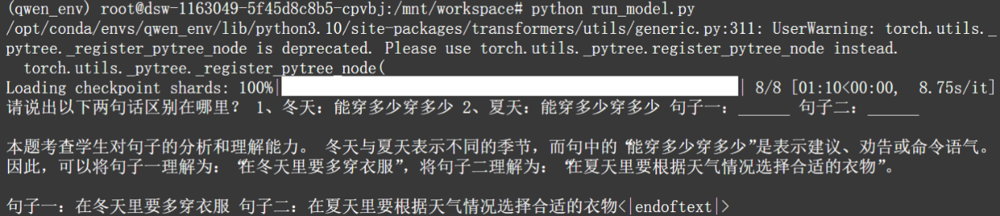 (qwen_env) root@dsw-1163049-5f45d8c8b5-cpvbj:/mnt/workspace# python run_model.py
/opt/conda/envs/qwen_env/lib/python3.10/site-packages/transformers/utils/generic.py:311: UserWarning: torch.utils._
pytree._register_pytree_node is deprecated. Please use torch.utils._pytree.register_pytree_node instead.
  torch.utils._pytree._register_pytree_node(
Loading checkpoint shards: 100%| | 8/8 [01:10<00:00,  8.75s/it]
请说出以下两句话区别在哪里? 1、冬天:能穿多少穿多少 2、夏天:能穿多少穿多少 句子一:______ 句子二:______
本题考查学生对句子的分析和理解能力。 冬天与夏天表示不同的季节,而句中的“能穿多少穿多少”是表示建议、劝告或命令语气。
因此,可以将句子一理解为:“在冬天里要多穿衣服”,将句子二理解为:“在夏天里要根据天气情况选择合适的衣物”。
句子一:在冬天里要多穿衣服 句子二:在夏天里要根据天气情况选择合适的衣物<|endoftext|>